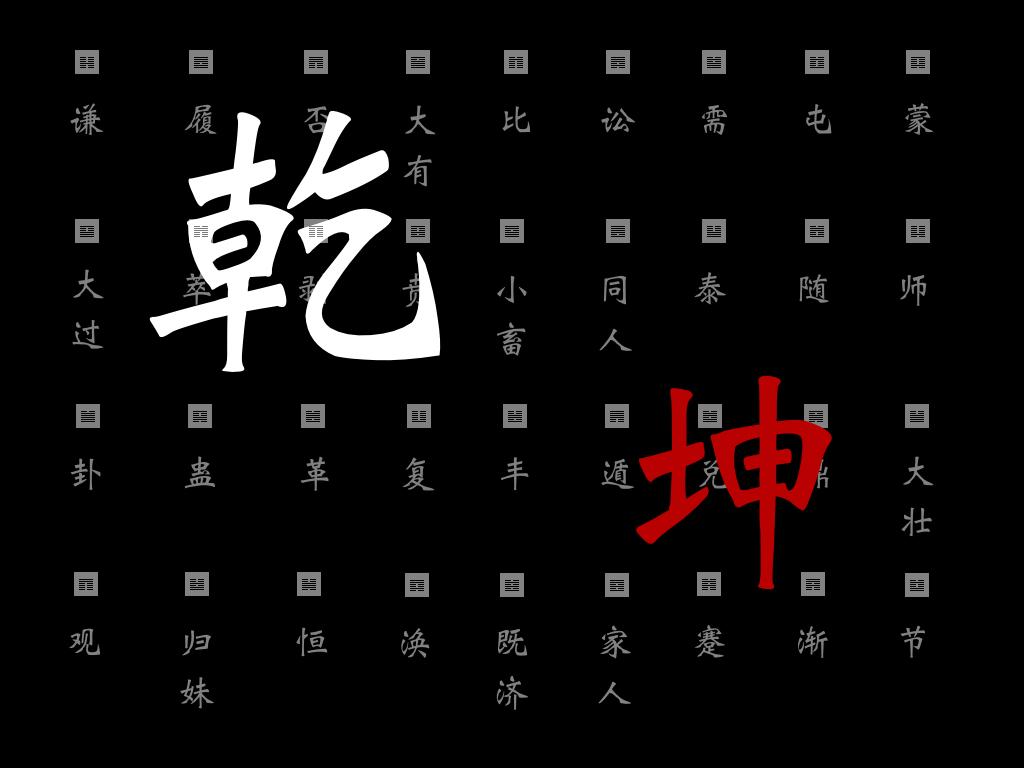 谦 履 否 大有 比 讼 需 屯 蒙
乾
大过 萃 剥 贲 小畜 同人 泰 随 师
坤
卦 蛊 革 复 丰 遁 兑 鼎 大壮
观 归妹 恒 涣 既济 家人 蹇 渐 节